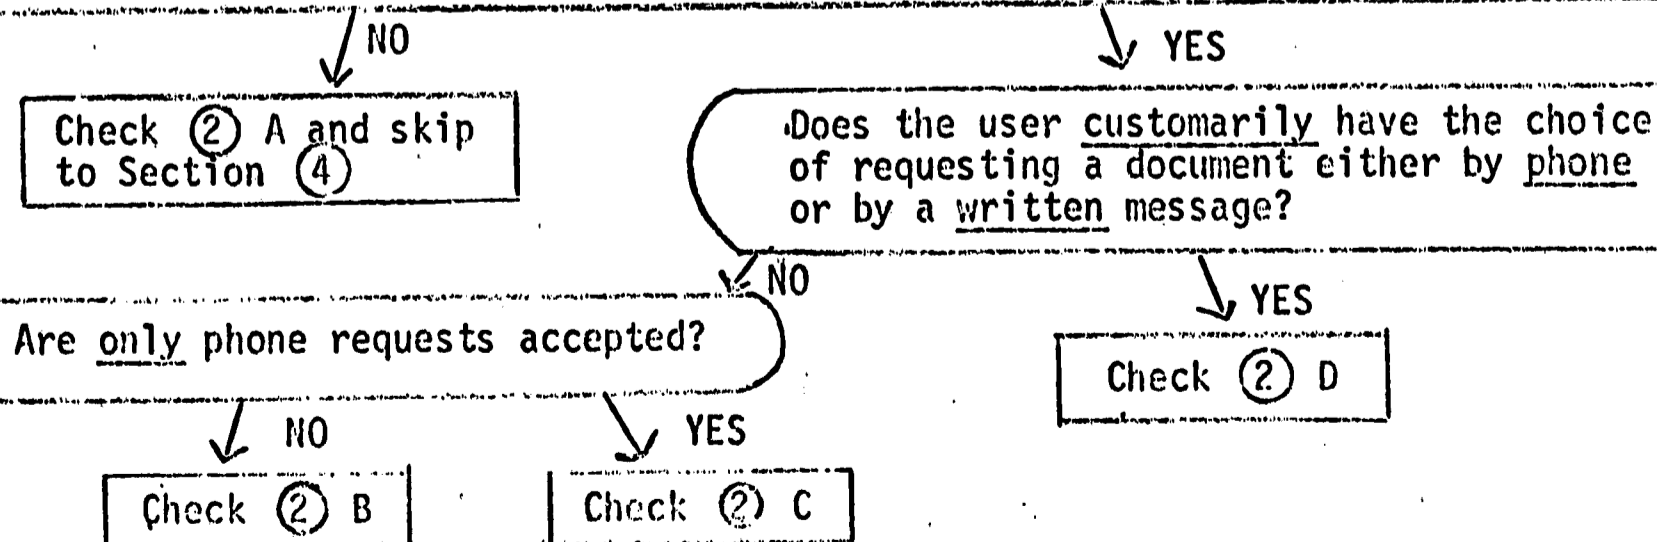 NO
YES
Check ② A and skip
to Section ④
Does the user customarily have the choice
of requesting a document either by phone
or by a written message?
NO
YES
Are only phone requests accepted?
Check ② D
NO
YES
Check ② B
Check ② C